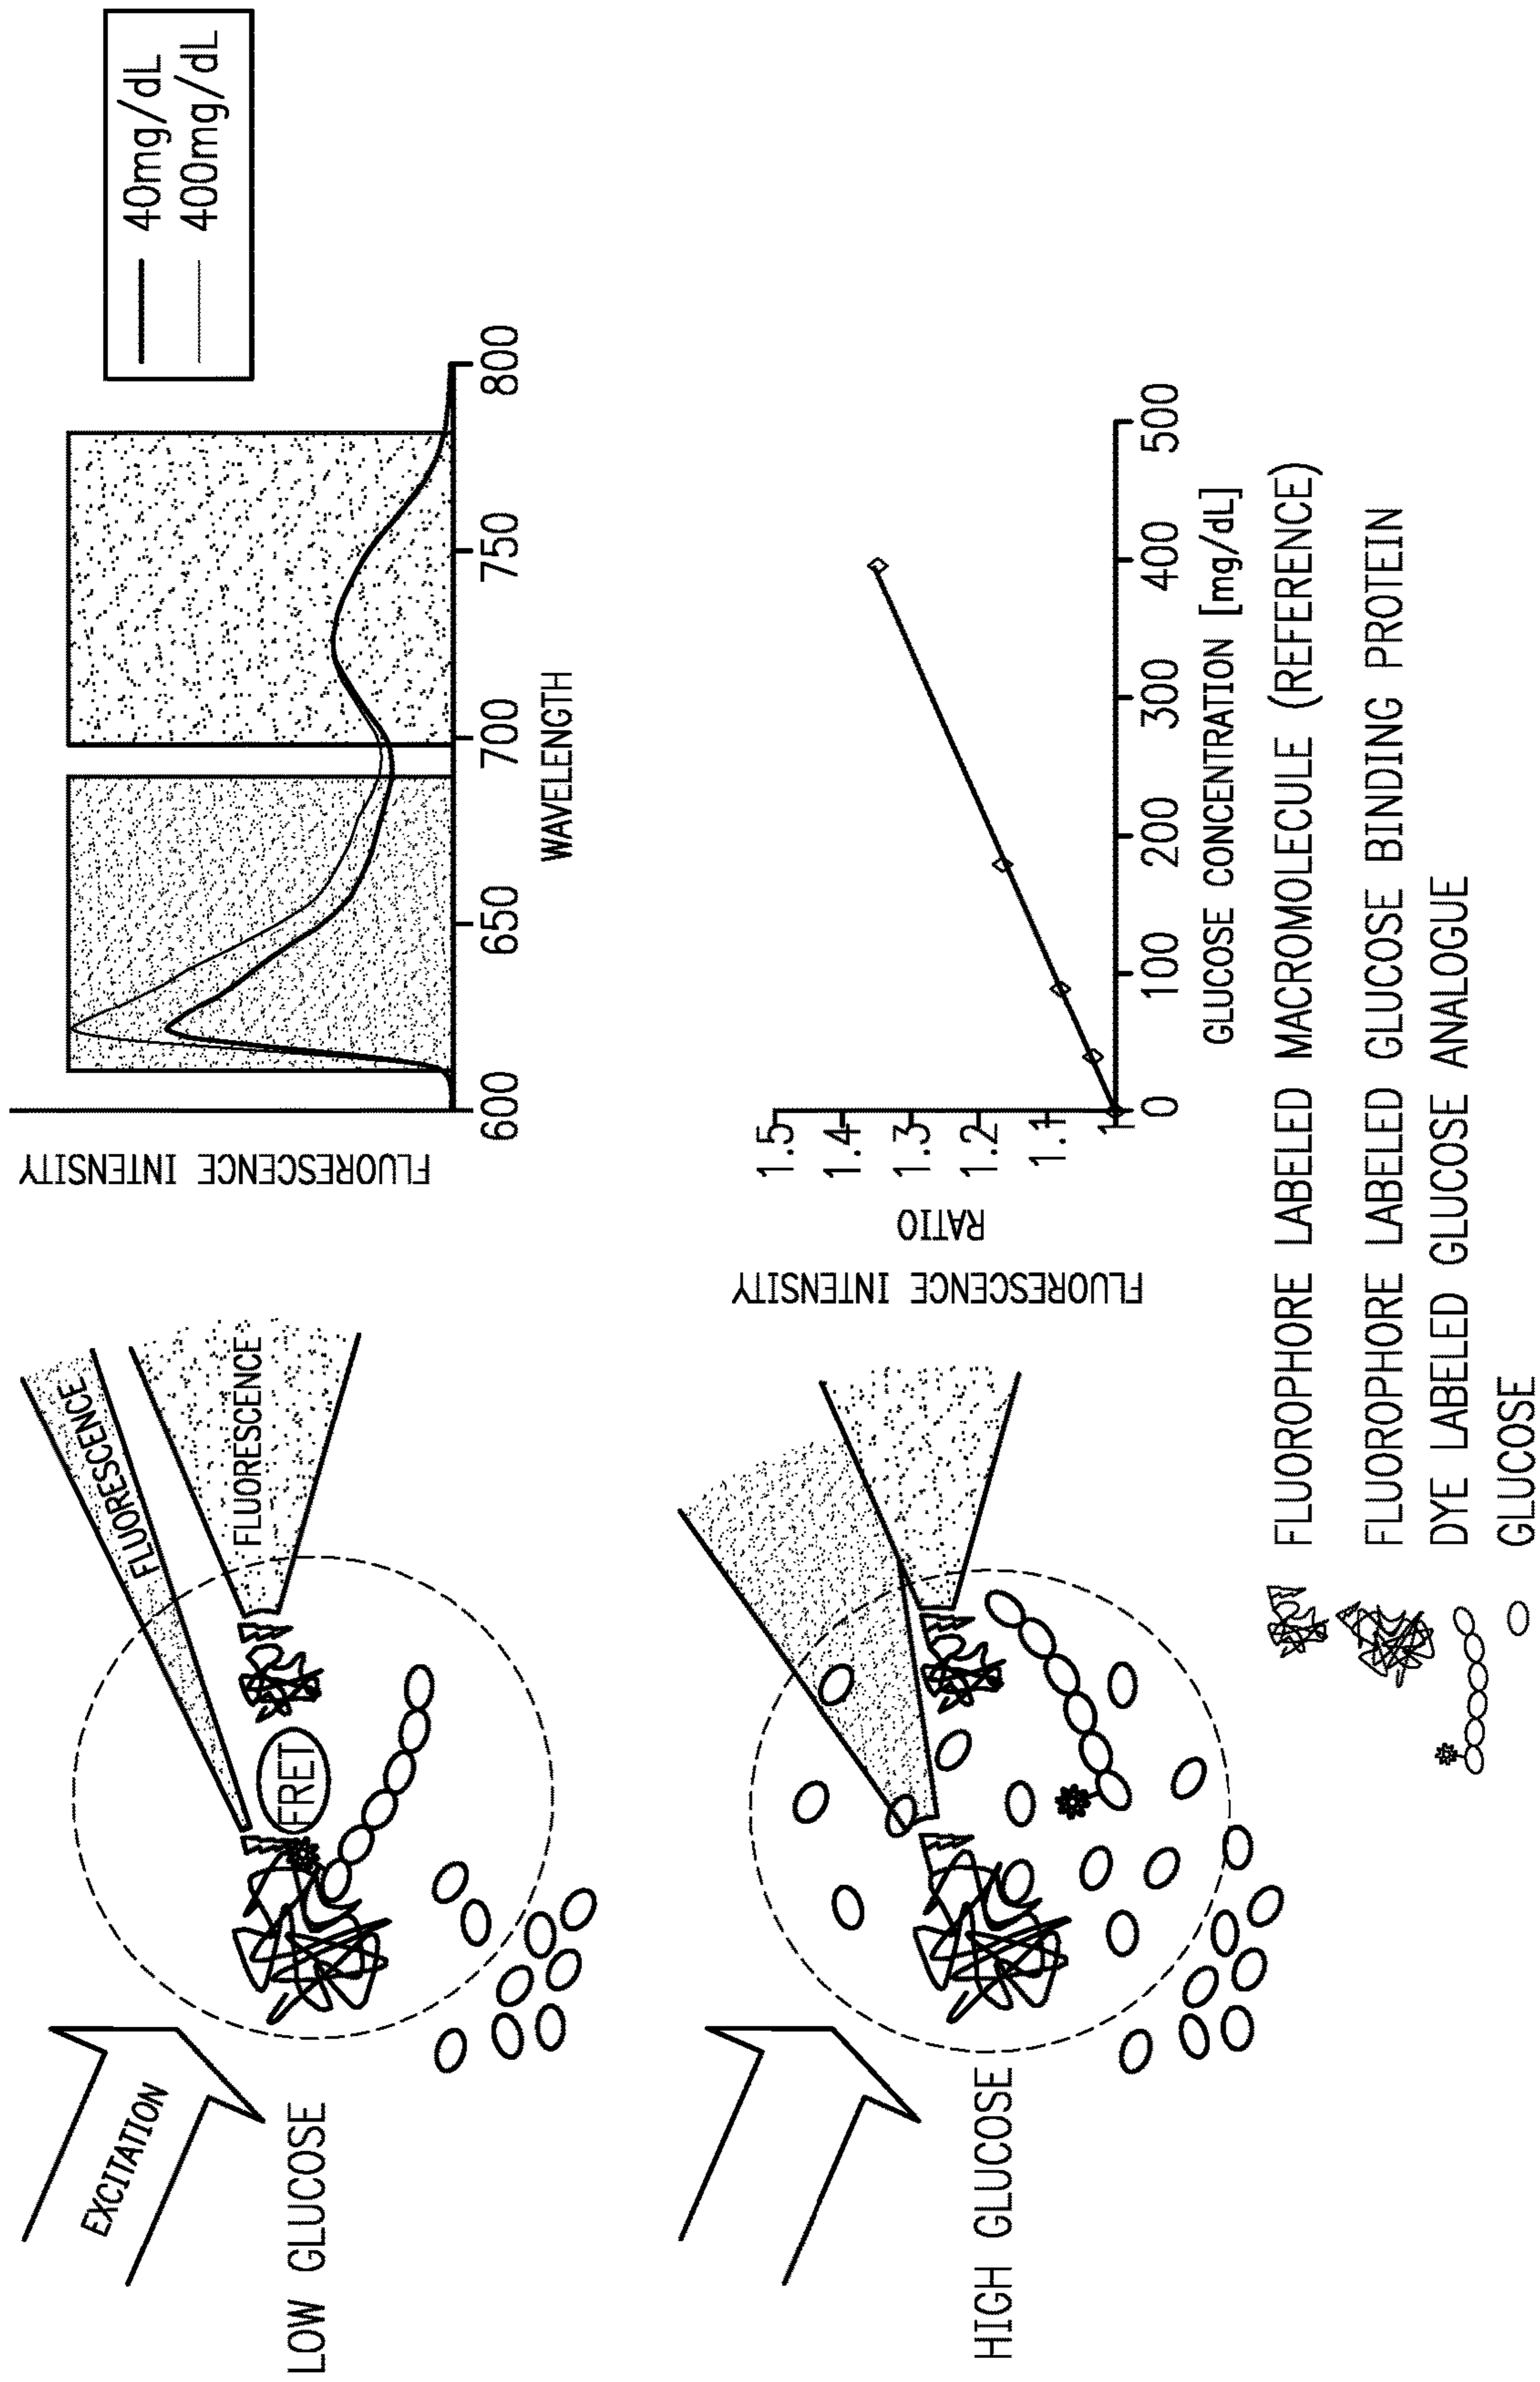 EXCITATION
LOW GLUCOSE
FRET
FLUORESCENCE
FLUORESCENCE
FLUORESCENCE INTENSITY
600
650
700
750
800
WAVELENGTH
40mg/dL
400mg/dL
HIGH GLUCOSE
FLUORESCENCE INTENSITY
RATIO
1.5
1.4
1.3
1.2
1.1
1
0
100
200
300
400
500
GLUCOSE CONCENTRATION [mg/dL]
FLUOROPHORE LABELED MACROMOLECULE (REFERENCE)
FLUOROPHORE LABELED GLUCOSE BINDING PROTEIN
DYE LABELED GLUCOSE ANALOGUE
GLUCOSE